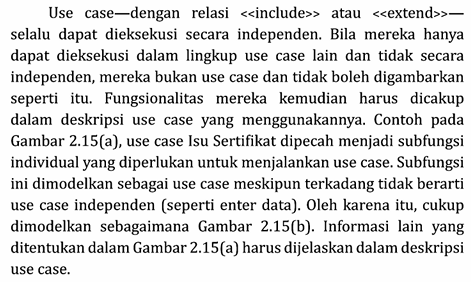 Use case—dengan relasi <<include>> atau <<extend>>—
selalu dapat dieksekusi secara independen. Bila mereka hanya
dapat dieksekusi dalam lingkup use case lain dan tidak secara
independen, mereka bukan use case dan tidak boleh digambarkan
seperti itu. Fungsionalitas mereka kemudian harus dicakup
dalam deskripsi use case yang menggunakannya. Contoh pada
Gambar 2.15(a), use case Isu Sertifikat dipecah menjadi subfungsi
individual yang diperlukan untuk menjalankan use case. Subfungsi
ini dimodelkan sebagai use case meskipun terkadang tidak berarti
use case independen (seperti enter data). Oleh karena itu, cukup
dimodelkan sebagaimana Gambar 2.15(b). Informasi lain yang
ditentukan dalam Gambar 2.15(a) harus dijelaskan dalam deskripsi
use case.